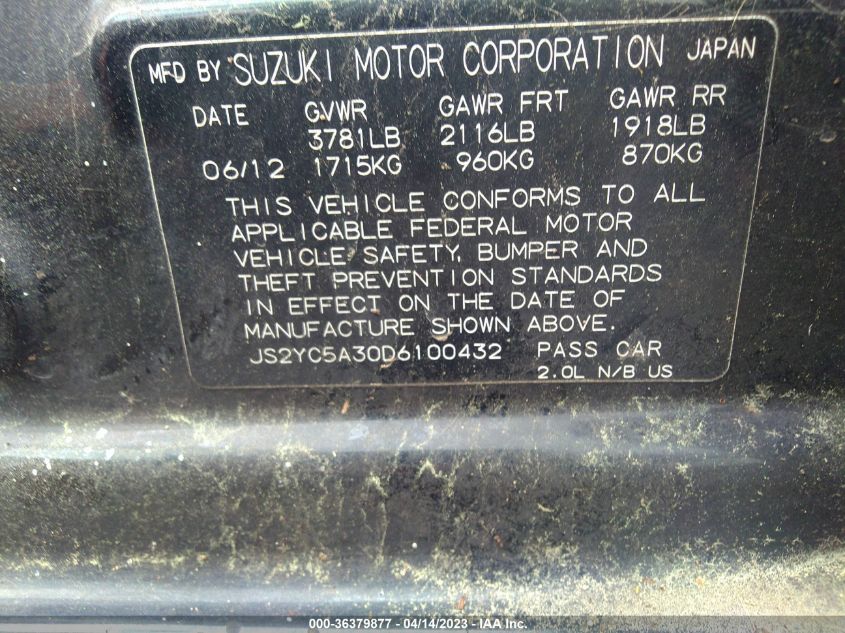 MFD BY SUZUKI MOTOR CORPORATION JAPAN
DATE GVWR GAWR FRT GAWR RR
3781LB 2116LB 1918LB
06/12 1715KG 960KG 870KG
THIS VEHICLE CONFORMS TO ALL
APPLICABLE FEDERAL MOTOR
VEHICLE SAFETY, BUMPER AND
THEFT PREVENTION STANDARDS
IN EFFECT ON THE DATE OF
MANUFACTURE SHOWN ABOVE.
JS2YC5A30D6100432 PASS CAR
2.0L N/B US
000-36379877 - 04/14/2023 - IAA Inc.